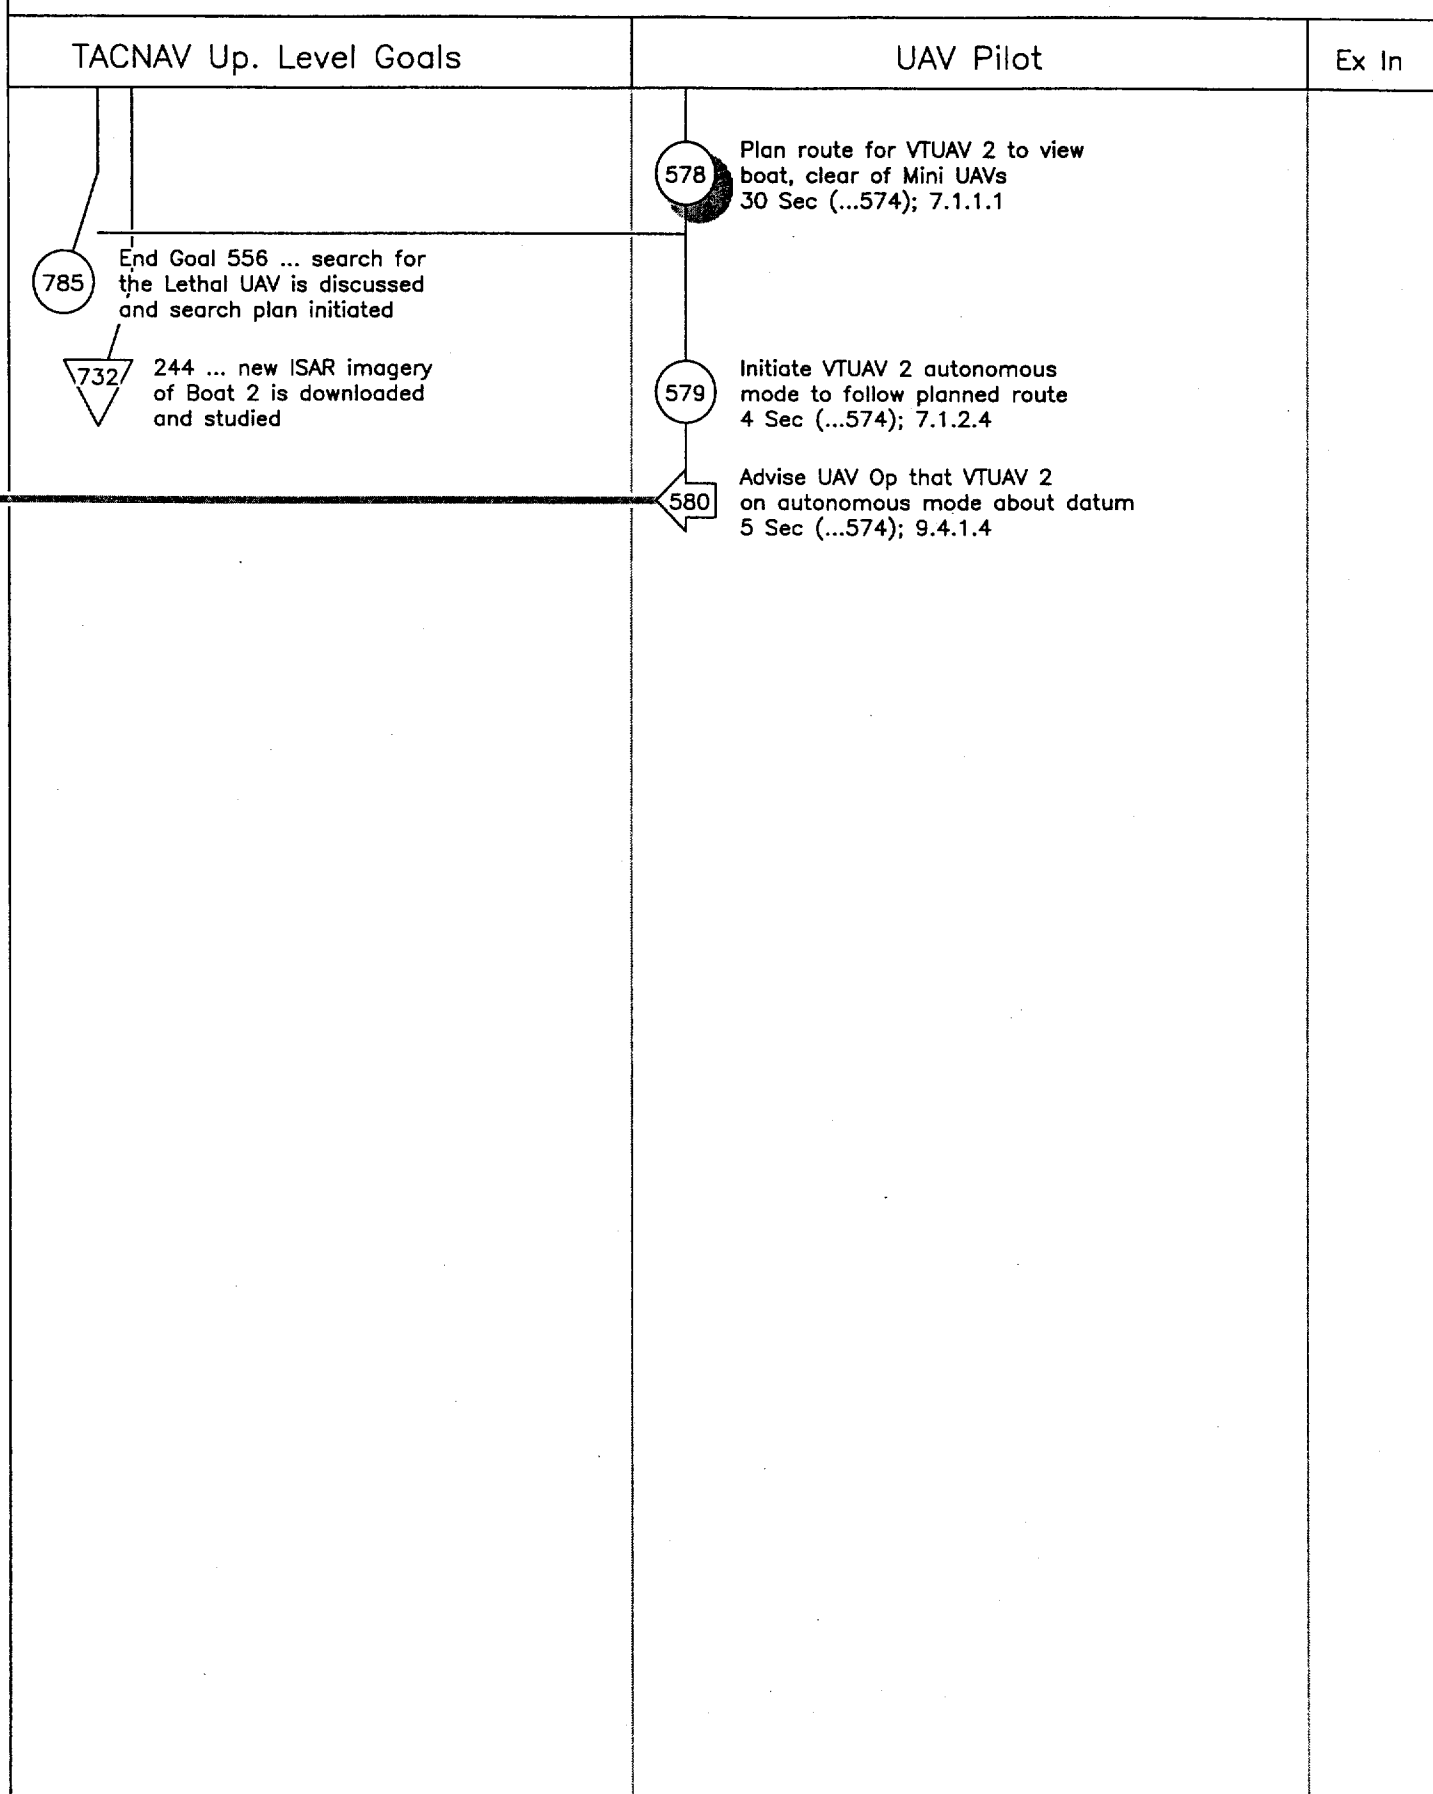 TACNAV Up. Level Goals
UAV Pilot
Ex In
578
Plan route for VTUAV 2 to view
boat, clear of Mini UAVs
30 Sec (...574); 7.1.1.1
785
End Goal 556 ... search for
the Lethal UAV is discussed
and search plan initiated
732
244 ... new ISAR imagery
of Boat 2 is downloaded
and studied
579
Initiate VTUAV 2 autonomous
mode to follow planned route
4 Sec (...574); 7.1.2.4
580
Advise UAV Op that VTUAV 2
on autonomous mode about datum
5 Sec (...574); 9.4.1.4